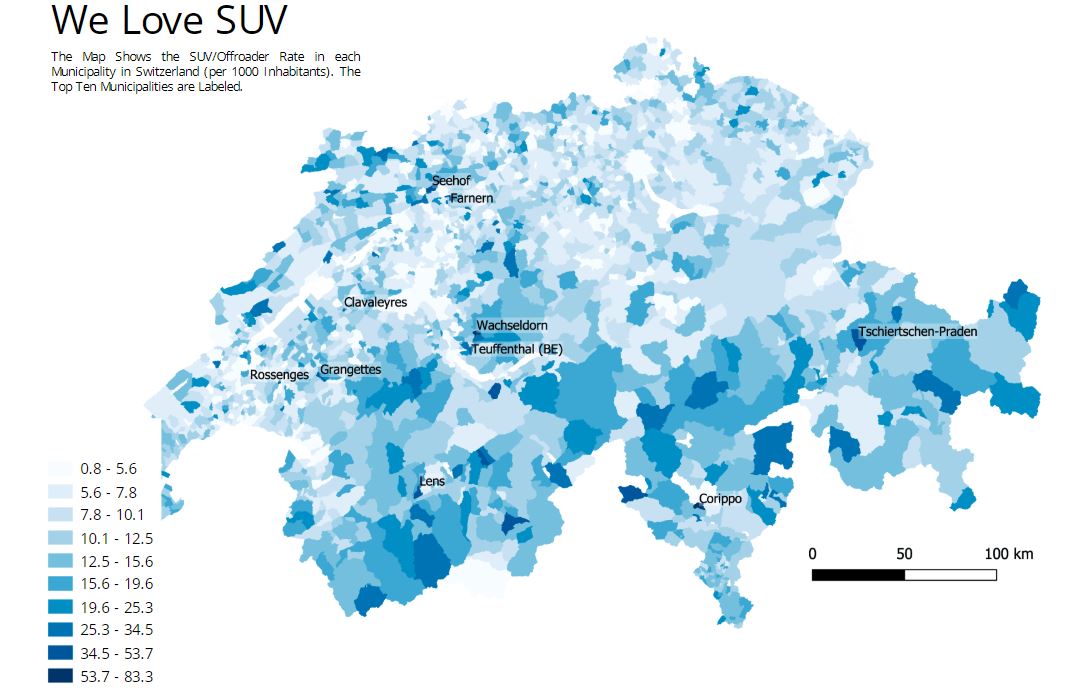 We Love SUV
The Map Shows the SUV/Offroader Rate in each
Municipality in Switzerland (per 1000 Inhabitants). The
Top Ten Municipalities are Labeled.
Seehof
Farnern
Clavaleyres
Wachseldorn
Tschiertschen-Praden
Teuffenthal (BE)
Grangettes
Rossenges
Lens
Corippo
0.8 - 5.6
5.6 - 7.8
7.8 - 10.1
10.1 - 12.5
12.5 - 15.6
15.6 - 19.6
19.6 - 25.3
25.3 - 34.5
34.5 - 53.7
53.7 - 83.3
0 50 100 km